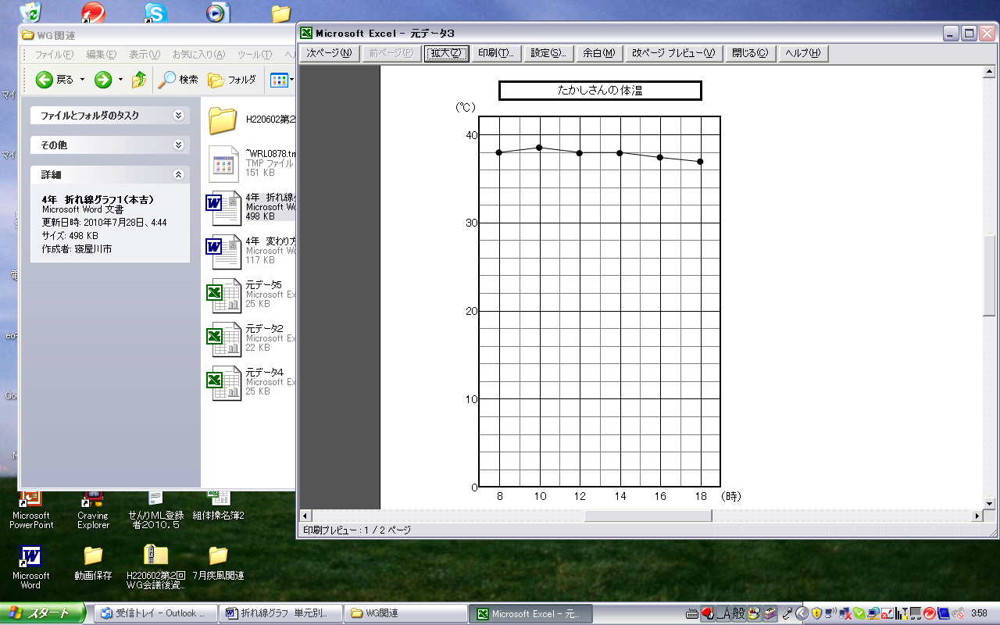 WG関連
ファイル(F) 編集(E) 表示(V) お気に入り(A) ツール(T)
戻る 検索 フォルダ
ファイルとフォルダのタスク
その他
詳細
4年 折れ線グラフ1(本吉)
Microsoft Word 文書
更新日時: 2010年7月28日、4:44
サイズ: 498 KB
作成者: 寝屋川市
H220602第2
~WRL0878.tm
TMP ファイル
151 KB
4年 折れ線
Microsoft Wo
498 KB
4年 変わり方
Microsoft Wo
117 KB
元データ5
Microsoft Exc
25 KB
元データ2
Microsoft Exc
22 KB
元データ4
Microsoft Exc
25 KB
Microsoft Excel - 元データ3
次ページ(N) 前ページ(P) 拡大(Z) 印刷(T)... 設定(S)... 余白(M) 改ページ プレビュー(V) 閉じる(C) ヘルプ(H)
たかしさんの体温
(℃)
40
30
20
10
0
8 10 12 14 16 18 (時)
印刷プレビュー : 1 / 2 ページ
Microsoft PowerPoint
Craving Explorer
せんりML登録者2010.5
組体操名簿2
Microsoft Word
動画保存
H220602第2回WG会議後資...
7月疾風関連
スタート
受信トレイ - Outlook ...
折れ線グラフ 単元別...
WG関連
Microsoft Excel - 元...
A 般
3:58